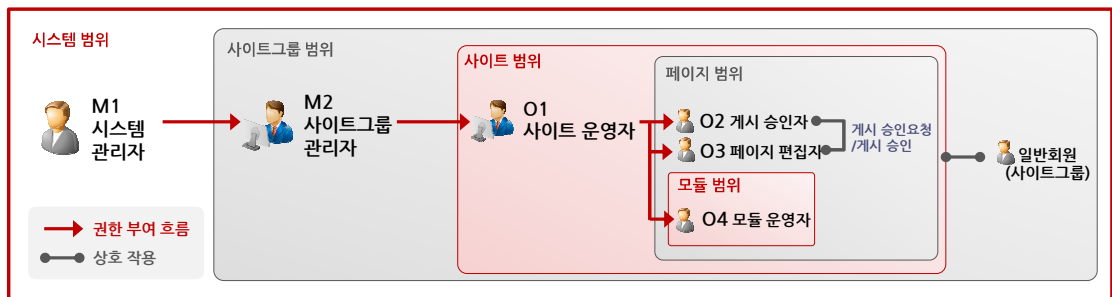 시스템 범위
사이트그룹 범위
사이트 범위
페이지 범위
M1
시스템
관리자
M2
사이트그룹
관리자
O1
사이트 운영자
O2 게시 승인자
O3 페이지 편집자
게시 승인요청
/게시 승인
모듈 범위
O4 모듈 운영자
일반회원
(사이트그룹)
권한 부여 흐름
상호 작용